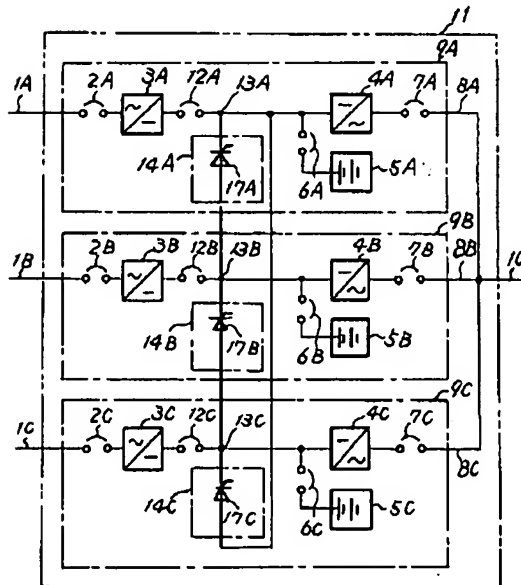 11
9A
1A 2A 3A 12A 13A 4A 7A 8A
14A 17A 6A 5A
9B
1B 2B 3B 12B 13B 4B 7B 8B 10
14B 17B 6B 5B
9C
1C 2C 3C 12C 13C 4C 7C
8C
14C 17C 6C 5C